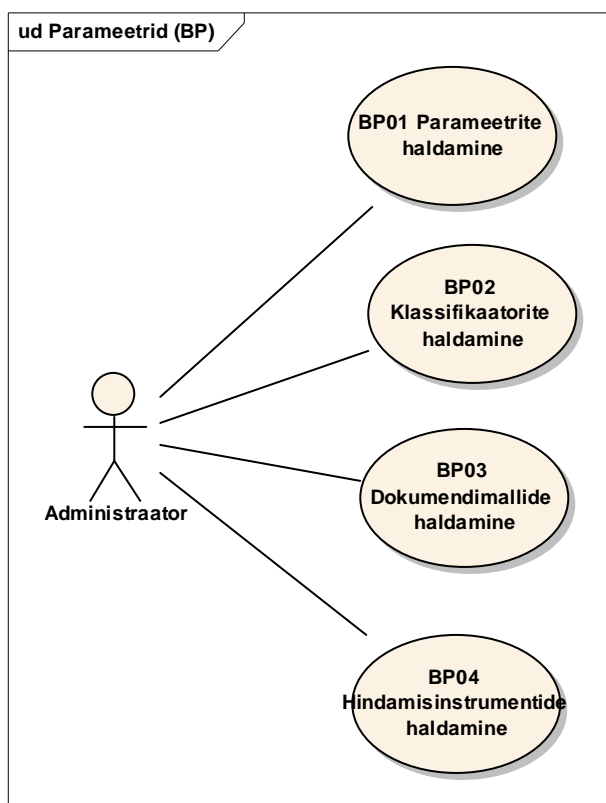 ud Parameetrid (BP)
BP01 Parameetrite
haldamine
BP02
Klassifikaatorite
haldamine
BP03
Dokumendimallide
haldamine
Administraator
BP04
Hindamisinstrumentide
haldamine